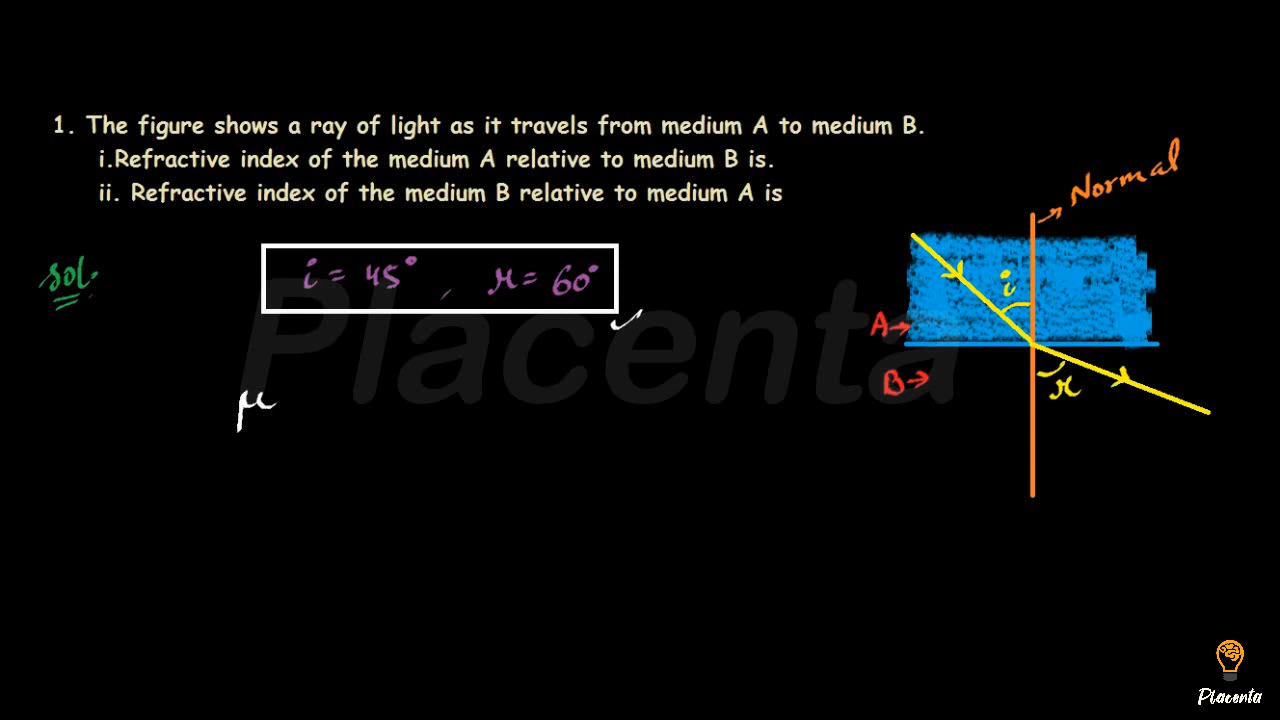 1. The figure shows a ray of light as it travels from medium A to medium B.
i.Refractive index of the medium A relative to medium B is.
ii. Refractive index of the medium B relative to medium A is
Normal
sol.
i = 45° , r = 60°
i
A→
B→
r
μ
Placenta
Placenta